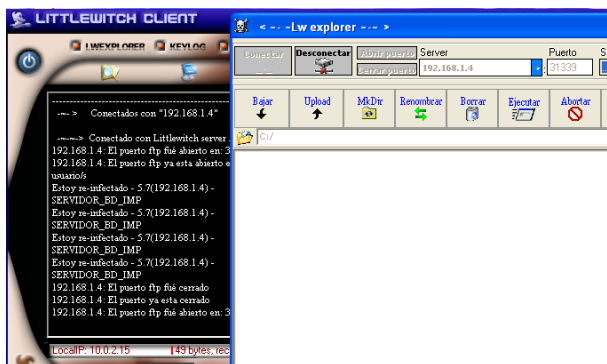 LITTLEWITCH CLIENT
LWEXPLORER KEYLOG
---> Conectados con "192.168.1.4"
-----> Conectado con Littlewitch server
192.168.1.4: El puerto ftp fué abierto en: 3
192.168.1.4: El puerto ftp ya esta abierto e
usuario/s
Estoy re-infectado - 5.7(192.168.1.4) -
SERVIDOR_BD_IMP
Estoy re-infectado - 5.7(192.168.1.4) -
SERVIDOR_BD_IMP
Estoy re-infectado - 5.7(192.168.1.4) -
SERVIDOR_BD_IMP
Estoy re-infectado - 5.7(192.168.1.4) -
SERVIDOR_BD_IMP
192.168.1.4: El puerto ftp fué cerrado
192.168.1.4: El puerto ya esta cerrado
192.168.1.4: El puerto ftp fué abierto en: 3
LocalIP: 10.0.2.15 49 bytes, rec
< ~ - ~Lw explorer ~-~ >
Conectar Desconectar Abrir puerto Server Puerto S
Cerrar puerto 192.168.1.4 : 31339
Bajar Upload MkDir Renombrar Borrar Ejecutar Abortar
C:/